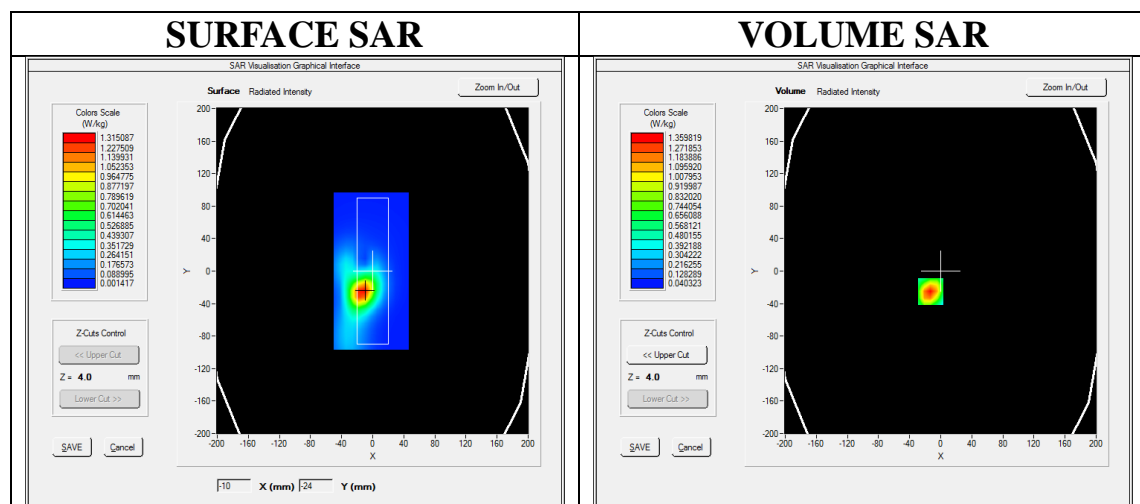 SURFACE SAR
SAR Visualisation Graphical Interface
Surface Radiated Intensity
Zoom In/Out
Colors Scale
(W/kg)
1.315087
1.227509
1.139931
1.052353
0.964775
0.877197
0.789619
0.702041
0.614463
0.526885
0.439307
0.351729
0.264151
0.176573
0.088995
0.001417
Z-Cuts Control
<< Upper Cut
Z = 4.0 mm
Lower Cut >>
SAVE Cancel
200
160
120
80
40
0
-40
-80
-120
-160
-200
Y
-200 -160 -120 -80 -40 0 40 80 120 160 200
X
-10 X (mm) -24 Y (mm)
VOLUME SAR
SAR Visualisation Graphical Interface
Volume Radiated Intensity
Zoom In/Out
Colors Scale
(W/kg)
1.359819
1.271853
1.183886
1.095920
1.007953
0.919987
0.832020
0.744054
0.656088
0.568121
0.480155
0.392188
0.304222
0.216255
0.128289
0.040323
Z-Cuts Control
<< Upper Cut
Z = 4.0 mm
Lower Cut >>
SAVE Cancel
200
160
120
80
40
0
-40
-80
-120
-160
-200
Y
-200 -160 -120 -80 -40 0 40 80 120 160 200
X